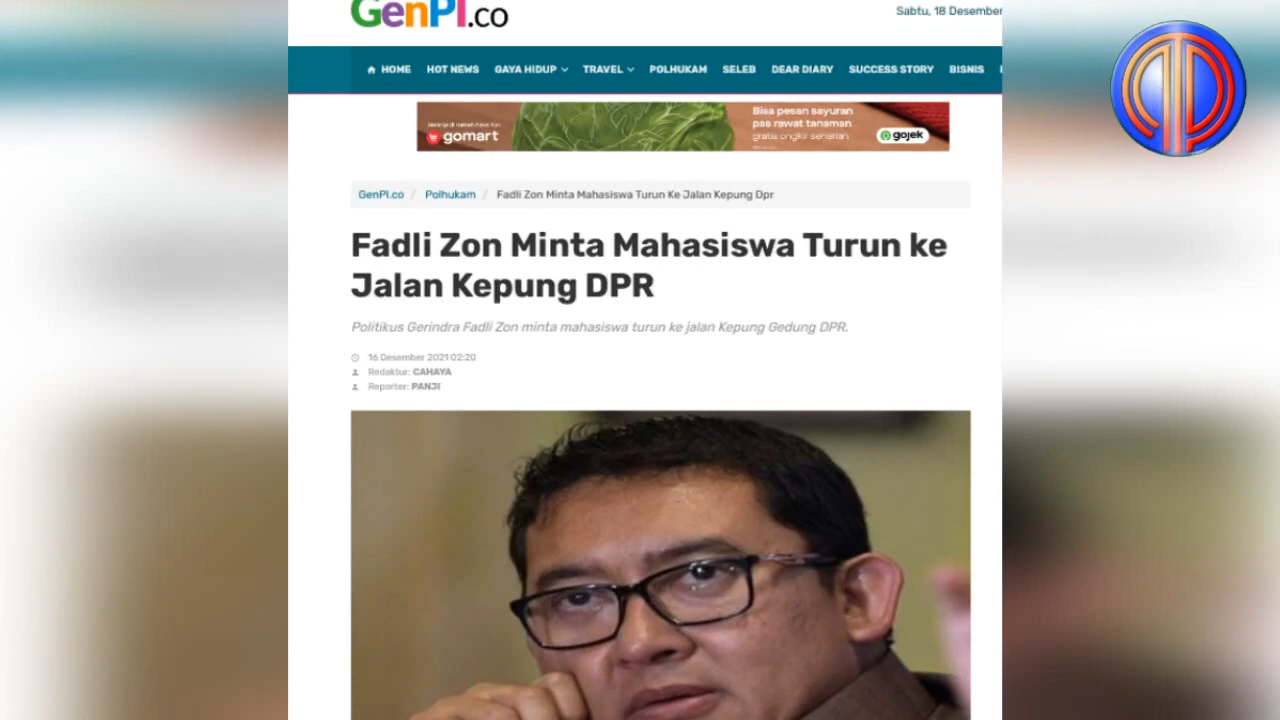 GenPI.co
Sabtu, 18 Desember
HOME HOT NEWS GAYA HIDUP TRAVEL POLHUKAM SELEB DEAR DIARY SUCCESS STORY BISNIS
gomart
Bisa pesan sayuran
pas rawat tanaman
gratis ongkir seharian
gojek
GenPI.co / Polhukam / Fadli Zon Minta Mahasiswa Turun Ke Jalan Kepung Dpr
Fadli Zon Minta Mahasiswa Turun ke
Jalan Kepung DPR
Politikus Gerindra Fadli Zon minta mahasiswa turun ke jalan Kepung Gedung DPR.
16 Desember 2021 02:20
Redaktur: CAHAYA
Reporter: PANJI